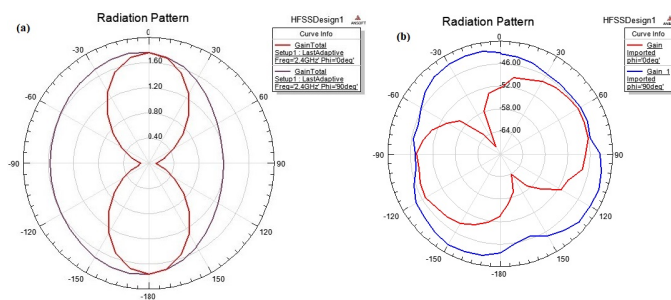 (a)
Radiation Pattern
HFSSDesign1
ANSOFT
Curve Info
GainTotal
Setup1 : LastAdaptive
Freq='2.4GHz' Phi='0deg'
GainTotal
Setup1 : LastAdaptive
Freq='2.4GHz' Phi='90deg'
0
-30
30
1.60
-60
60
1.20
0.80
0.40
-90
90
-120
120
-150
150
-180
(b)
Radiation Pattern
HFSSDesign1
ANSOFT
Curve Info
Gain
Imported
phi='0deg'
Gain_1
Imported
phi='90deg'
0
-30
30
-46.00
-60
60
-52.00
-58.00
-64.00
-90
90
-120
120
-150
150
-180